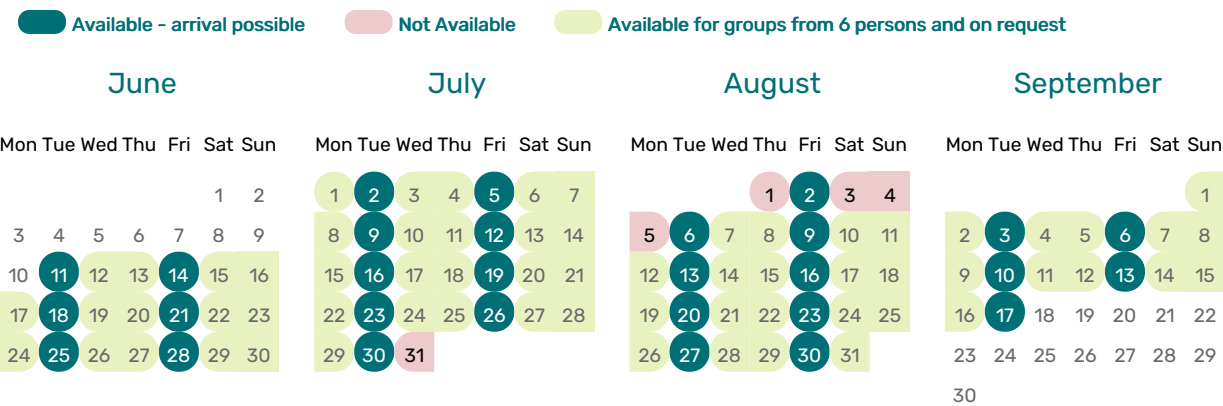 Available - arrival possible Not Available Available for groups from 6 persons and on request
June
Mon Tue Wed Thu Fri Sat Sun
1 2
3 4 5 6 7 8 9
10 11 12 13 14 15 16
17 18 19 20 21 22 23
24 25 26 27 28 29 30
July
Mon Tue Wed Thu Fri Sat Sun
1 2 3 4 5 6 7
8 9 10 11 12 13 14
15 16 17 18 19 20 21
22 23 24 25 26 27 28
29 30 31
August
Mon Tue Wed Thu Fri Sat Sun
1 2 3 4
5 6 7 8 9 10 11
12 13 14 15 16 17 18
19 20 21 22 23 24 25
26 27 28 29 30 31
September
Mon Tue Wed Thu Fri Sat Sun
1
2 3 4 5 6 7 8
9 10 11 12 13 14 15
16 17 18 19 20 21 22
23 24 25 26 27 28 29
30